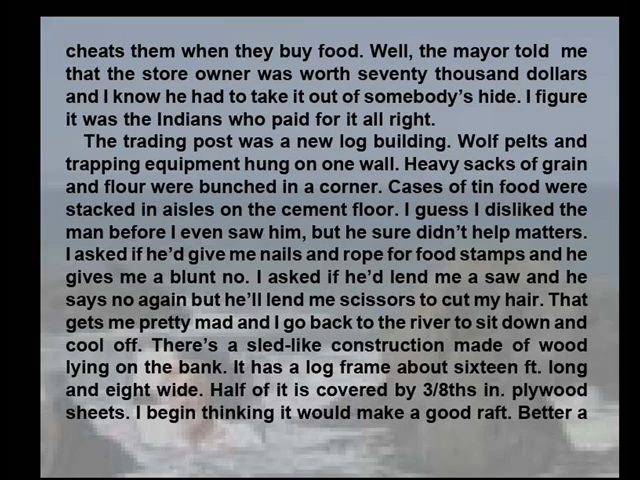 cheats them when they buy food. Well, the mayor told me
that the store owner was worth seventy thousand dollars
and I know he had to take it out of somebody's hide. I figure
it was the Indians who paid for it all right.
The trading post was a new log building. Wolf pelts and
trapping equipment hung on one wall. Heavy sacks of grain
and flour were bunched in a corner. Cases of tin food were
stacked in aisles on the cement floor. I guess I disliked the
man before I even saw him, but he sure didn't help matters.
I asked if he'd give me nails and rope for food stamps and he
gives me a blunt no. I asked if he'd lend me a saw and he
says no again but he'll lend me scissors to cut my hair. That
gets me pretty mad and I go back to the river to sit down and
cool off. There's a sled-like construction made of wood
lying on the bank. It has a log frame about sixteen ft. long
and eight wide. Half of it is covered by 3/8ths in. plywood
sheets. I begin thinking it would make a good raft. Better a